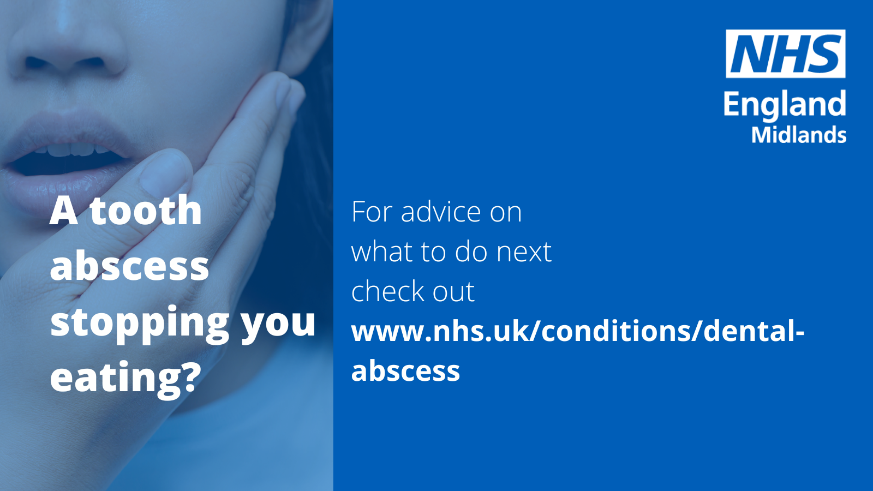 NHS
England
Midlands
A tooth
abscess
stopping you
eating?
For advice on
what to do next
check out
www.nhs.uk/conditions/dental-
abscess